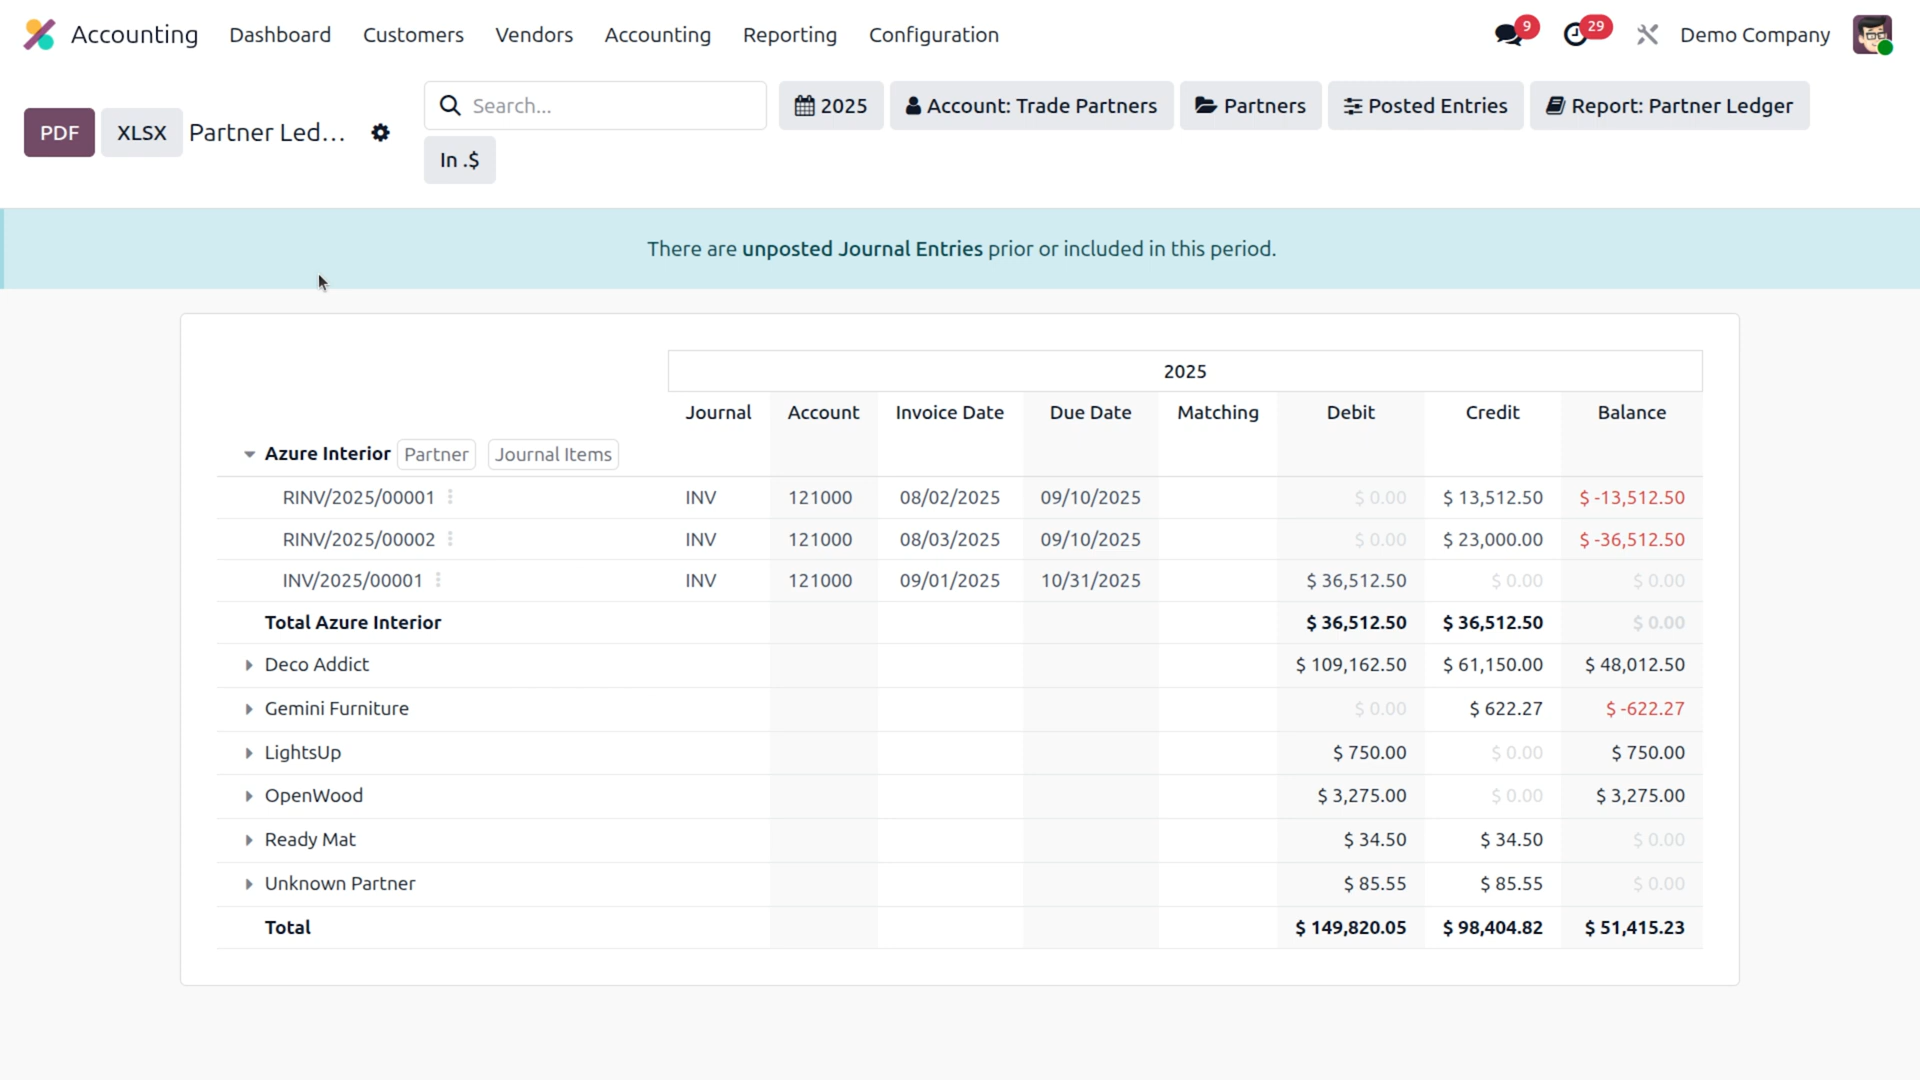 Accounting Dashboard Customers Vendors Accounting Reporting Configuration 9 29 Demo Company
PDF XLSX Partner Led... Search... 2025 Account: Trade Partners Partners Posted Entries Report: Partner Ledger
In .$
There are unposted Journal Entries prior or included in this period.
2025
Journal Account Invoice Date Due Date Matching Debit Credit Balance
Azure Interior Partner Journal Items
RINV/2025/00001 INV 121000 08/02/2025 09/10/2025 $ 0.00 $ 13,512.50 $ -13,512.50
RINV/2025/00002 INV 121000 08/03/2025 09/10/2025 $ 0.00 $ 23,000.00 $ -36,512.50
INV/2025/00001 INV 121000 09/01/2025 10/31/2025 $ 36,512.50 $ 0.00 $ 0.00
Total Azure Interior $ 36,512.50 $ 36,512.50 $ 0.00
Deco Addict $ 109,162.50 $ 61,150.00 $ 48,012.50
Gemini Furniture $ 0.00 $ 622.27 $ -622.27
LightsUp $ 750.00 $ 0.00 $ 750.00
OpenWood $ 3,275.00 $ 0.00 $ 3,275.00
Ready Mat $ 34.50 $ 34.50 $ 0.00
Unknown Partner $ 85.55 $ 85.55 $ 0.00
Total $ 149,820.05 $ 98,404.82 $ 51,415.23